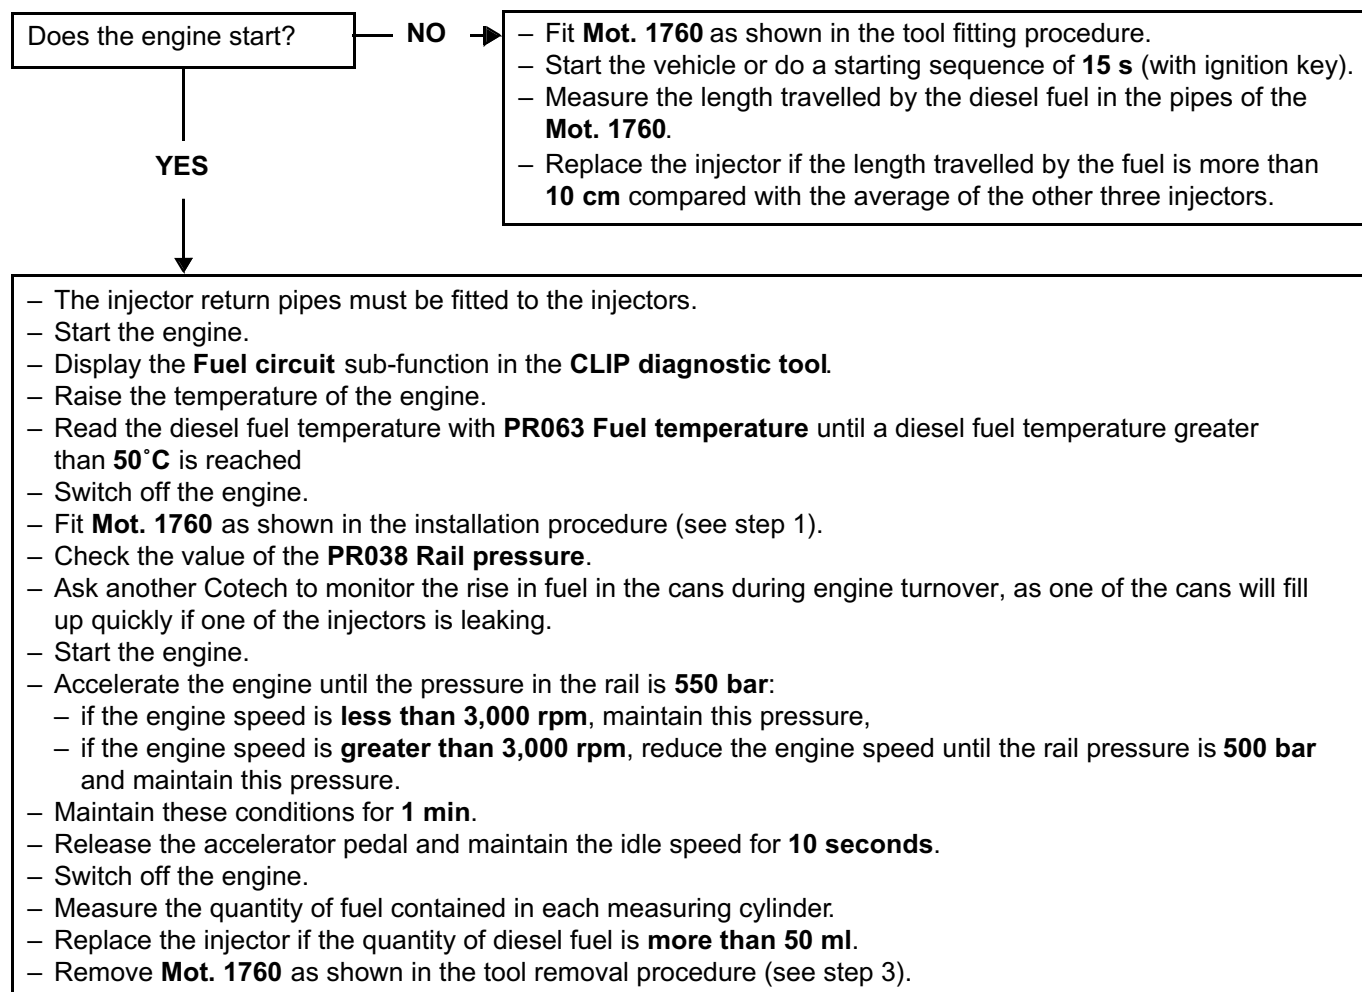 Does the engine start?
NO
– Fit Mot. 1760 as shown in the tool fitting procedure.
– Start the vehicle or do a starting sequence of 15 s (with ignition key).
– Measure the length travelled by the diesel fuel in the pipes of the
Mot. 1760.
– Replace the injector if the length travelled by the fuel is more than
10 cm compared with the average of the other three injectors.
YES
– The injector return pipes must be fitted to the injectors.
– Start the engine.
– Display the Fuel circuit sub-function in the CLIP diagnostic tool.
– Raise the temperature of the engine.
– Read the diesel fuel temperature with PR063 Fuel temperature until a diesel fuel temperature greater
than 50˚C is reached
– Switch off the engine.
– Fit Mot. 1760 as shown in the installation procedure (see step 1).
– Check the value of the PR038 Rail pressure.
– Ask another Cotech to monitor the rise in fuel in the cans during engine turnover, as one of the cans will fill
up quickly if one of the injectors is leaking.
– Start the engine.
– Accelerate the engine until the pressure in the rail is 550 bar:
– if the engine speed is less than 3,000 rpm, maintain this pressure,
– if the engine speed is greater than 3,000 rpm, reduce the engine speed until the rail pressure is 500 bar
and maintain this pressure.
– Maintain these conditions for 1 min.
– Release the accelerator pedal and maintain the idle speed for 10 seconds.
– Switch off the engine.
– Measure the quantity of fuel contained in each measuring cylinder.
– Replace the injector if the quantity of diesel fuel is more than 50 ml.
– Remove Mot. 1760 as shown in the tool removal procedure (see step 3).